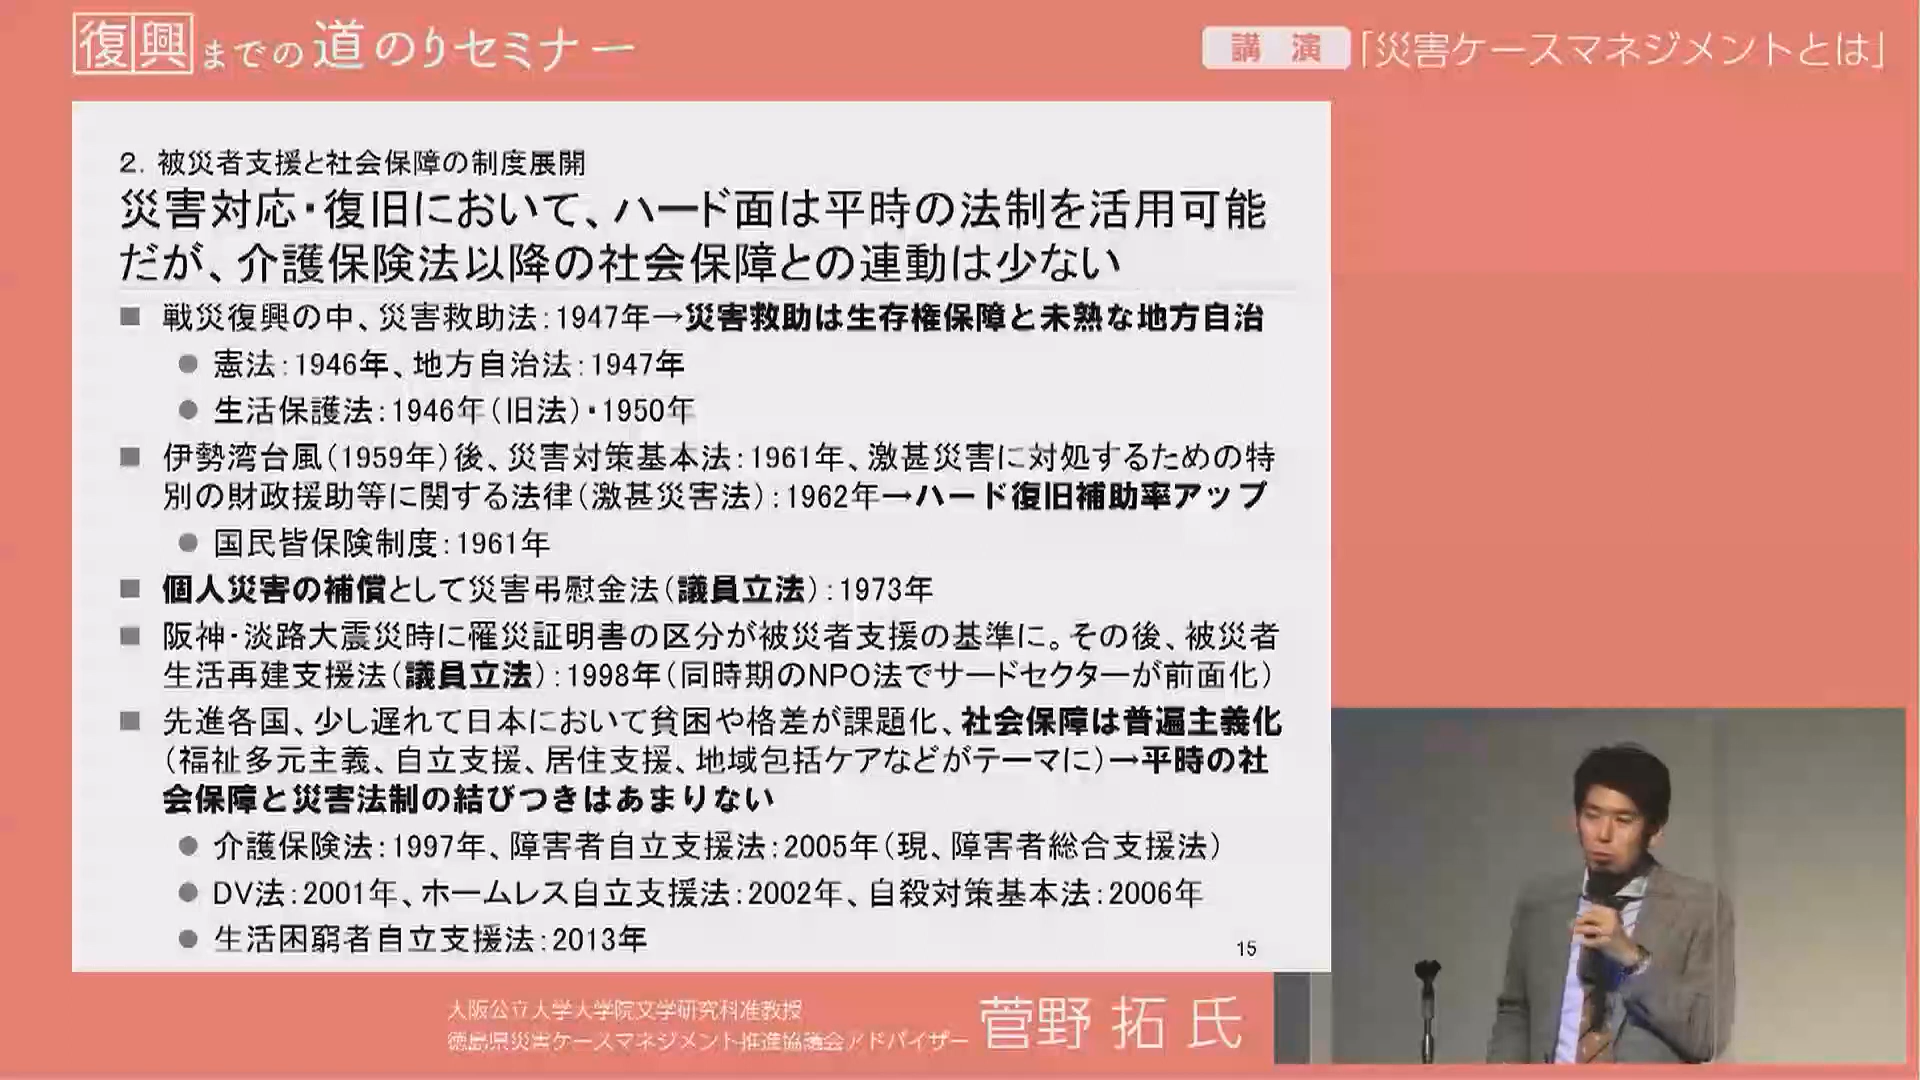 復興までの道のりセミナー
講演「災害ケースマネジメントとは」
2. 被災者支援と社会保障の制度展開
災害対応・復旧において、ハード面は平時の法制を活用可能
だが、介護保険法以降の社会保障との連動は少ない
■ 戦災復興の中、災害救助法：1947年→災害救助は生存権保障と未熟な地方自治
● 憲法：1946年、地方自治法：1947年
● 生活保護法：1946年（旧法）・1950年
■ 伊勢湾台風（1959年）後、災害対策基本法：1961年、激甚災害に対処するための特
別の財政援助等に関する法律（激甚災害法）：1962年→ハード復旧補助率アップ
● 国民皆保険制度：1961年
■ 個人災害の補償として災害弔慰金法（議員立法）：1973年
■ 阪神・淡路大震災時に罹災証明書の区分が被災者支援の基準に。その後、被災者
生活再建支援法（議員立法）：1998年（同時期のNPO法でサードセクターが前面化）
■ 先進各国、少し遅れて日本において貧困や格差が課題化、社会保障は普遍主義化
（福祉多元主義、自立支援、居住支援、地域包括ケアなどがテーマに）→平時の社
会保障と災害法制の結びつきはあまりない
● 介護保険法：1997年、障害者自立支援法：2005年（現、障害者総合支援法）
● DV法：2001年、ホームレス自立支援法：2002年、自殺対策基本法：2006年
● 生活困窮者自立支援法：2013年
15
大阪公立大学大学院文学研究科准教授
徳島県災害ケースマネジメント推進協議会アドバイザー
菅野 拓 氏